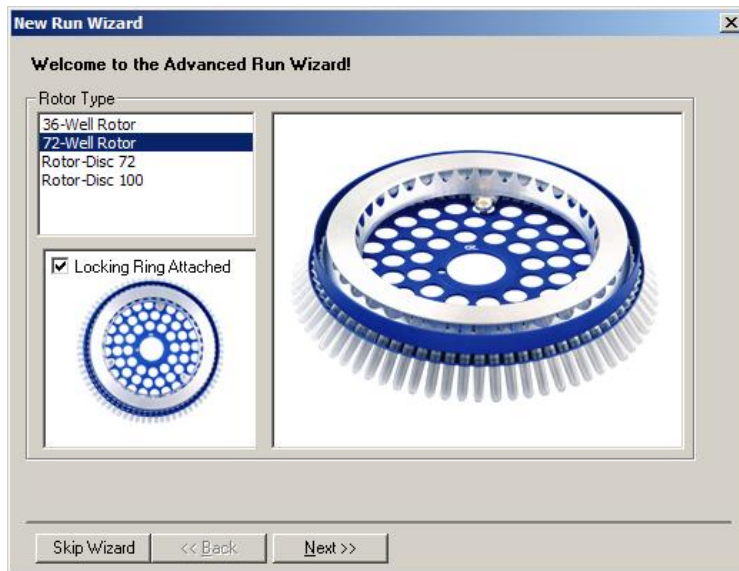 New Run Wizard
Welcome to the Advanced Run Wizard!
Rotor Type
36-Well Rotor
72-Well Rotor
Rotor-Disc 72
Rotor-Disc 100
Locking Ring Attached
Skip Wizard
<< Back
Next >>